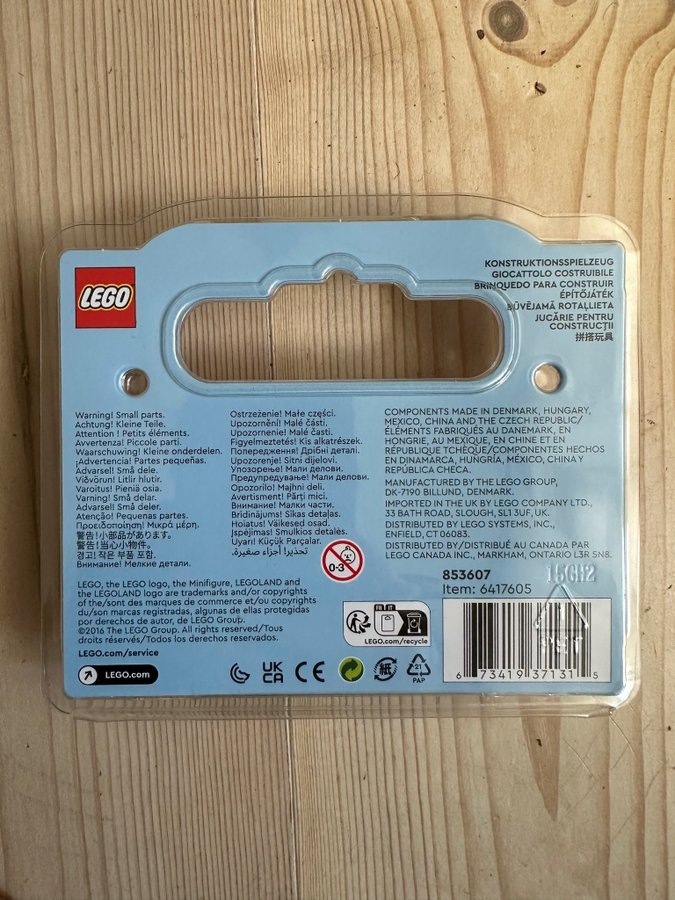 LEGO
KONSTRUKTIONSSPIELZEUG
GIOCATTOLO COSTRUIBILE
BRINQUEDO PARA CONSTRUIR
ÉPÍTŐJÁTÉK
BŪVĒJAMĀ ROTAĻLIETA
JUCĂRIE PENTRU
CONSTRUCȚII
拼搭玩具
Warning! Small parts.
Achtung! Kleine Teile.
Attention ! Petits éléments.
Avvertenza! Piccole parti.
Waarschuwing! Kleine onderdelen.
¡Advertencia! Partes pequeñas.
Advarsel! Små dele.
Viðvörun! Litlir hlutir.
Varoitus! Pieniä osia.
Varning! Små delar.
Advarsel! Små deler.
Atenção! Pequenas partes.
Προειδοποίηση! Μικρά μέρη.
警告!小部品があります。
警告!当心小物件。
경고! 작은 부품 포함.
Внимание! Мелкие детали.
Ostrzeżenie! Małe części.
Upozornění! Malé části.
Upozornenie! Malé časti.
Figyelmeztetés! Kis alkatrészek.
Попередження! Дрібні деталі.
Upozorenje! Sitni dijelovi.
Упозорење! Мали делови.
Предупредување! Мали делови.
Opozorilo! Majhni deli.
Avertisment! Părți mici.
Внимание! Малки части.
Brīdinājums! Sīkas detaļas.
Hoiatus! Väikesed osad.
Įspėjimas! Smulkios detalės.
Uyarı! Küçük Parçalar.
تحذير! أجزاء صغيرة.
0-3
COMPONENTS MADE IN DENMARK, HUNGARY,
MEXICO, CHINA AND THE CZECH REPUBLIC/
ÉLÉMENTS FABRIQUÉS AU DANEMARK, EN
HONGRIE, AU MEXIQUE, EN CHINE ET EN
RÉPUBLIQUE TCHÈQUE/COMPONENTES HECHOS
EN DINAMARCA, HUNGRÍA, MÉXICO, CHINA Y
REPÚBLICA CHECA.
MANUFACTURED BY THE LEGO GROUP,
DK-7190 BILLUND, DENMARK.
IMPORTED IN THE UK BY LEGO COMPANY LTD.,
33 BATH ROAD, SLOUGH, SL1 3UF, UK.
DISTRIBUTED BY LEGO SYSTEMS, INC.,
ENFIELD, CT 06083.
DISTRIBUTED BY/DISTRIBUÉ AU CANADA PAR
LEGO CANADA INC., MARKHAM, ONTARIO L3R 5N8.
853607
Item: 6417605
6 73419 37131 5
LEGO, the LEGO logo, the Minifigure, LEGOLAND and
the LEGOLAND logo are trademarks and/or copyrights
of the/sont des marques de commerce et/ou copyrights
du/son marcas registradas, algunas de ellas protegidas
por derechos de autor, de LEGO Group.
©2016 The LEGO Group. All rights reserved/Tous
droits réservés/Todos los derechos reservados.
LEGO.com/service
LEGO.com
FR IT
LEGO.com/recycle
UK
CA
CE
紙
21
PAP